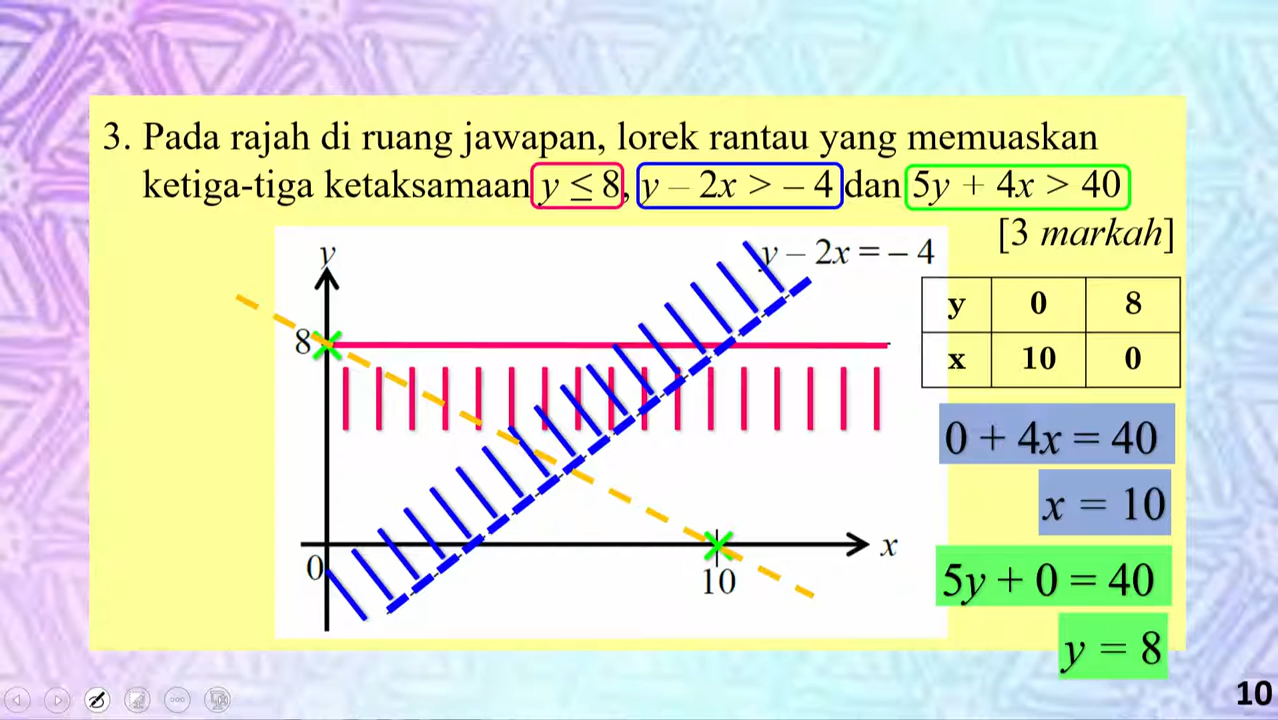 3. Pada rajah di ruang jawapan, lorek rantau yang memuaskan
ketiga-tiga ketaksamaan y ≤ 8, y – 2x > – 4 dan 5y + 4x > 40
[3 markah]
y
y – 2x = – 4
8
0
10
x
y 0 8
x 10 0
0 + 4x = 40
x = 10
5y + 0 = 40
y = 8
10